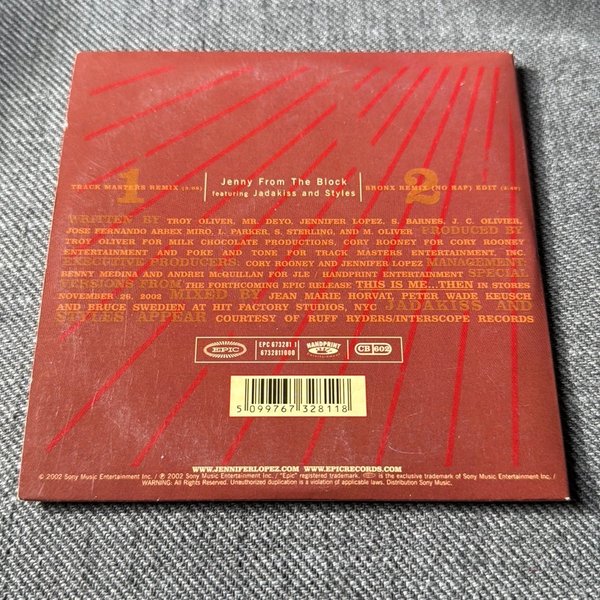 1
TRACK MASTERS REMIX (3:08)
Jenny From The Block
featuring Jadakiss and Styles
2
BRONX REMIX (NO RAP) EDIT (2:49)
WRITTEN BY TROY OLIVER, MR DEYO, JENNIFER LOPEZ, S. BARNES, J. C. OLIVIER,
JOSE FERNANDO ARBEX MIRO, L. PARKER, S. STERLING, AND M. OLIVER PRODUCED BY
TROY OLIVER FOR MILK CHOCOLATE PRODUCTIONS, CORY ROONEY FOR CORY ROONEY
ENTERTAINMENT AND POKE AND TONE FOR TRACK MASTERS ENTERTAINMENT, INC.
EXECUTIVE PRODUCERS: CORY ROONEY AND JENNIFER LOPEZ MANAGEMENT
BENNY MEDINA AND ANDREI McQUILLAN FOR JLE / HANDPRINT ENTERTAINMENT SPECIAL
VERSIONS FROM THE FORTHCOMING EPIC RELEASE THIS IS ME...THEN IN STORES
NOVEMBER 26, 2002 MIXED BY JEAN MARIE HORVAT, PETER WADE KEUSCH
AND BRUCE SWEDIEN AT HIT FACTORY STUDIOS, NYC JADAKISS AND
STYLES APPEAR COURTESY OF RUFF RYDERS/INTERSCOPE RECORDS
EPIC
EPC 673281 1
6732811000
HANDPRINT
ENTERTAINMENT
CB 602
5 099767 328118
WWW.JENNIFERLOPEZ.COM WWW.EPICRECORDS.COM
© 2002 Sony Music Entertainment Inc. / ℗ 2002 Sony Music Entertainment Inc. / "Epic" registered trademark. is the exclusive trademark of Sony Music Entertainment Inc. /
WARNING: All Rights Reserved. Unauthorized duplication is a violation of applicable laws. Distribution Sony Music.